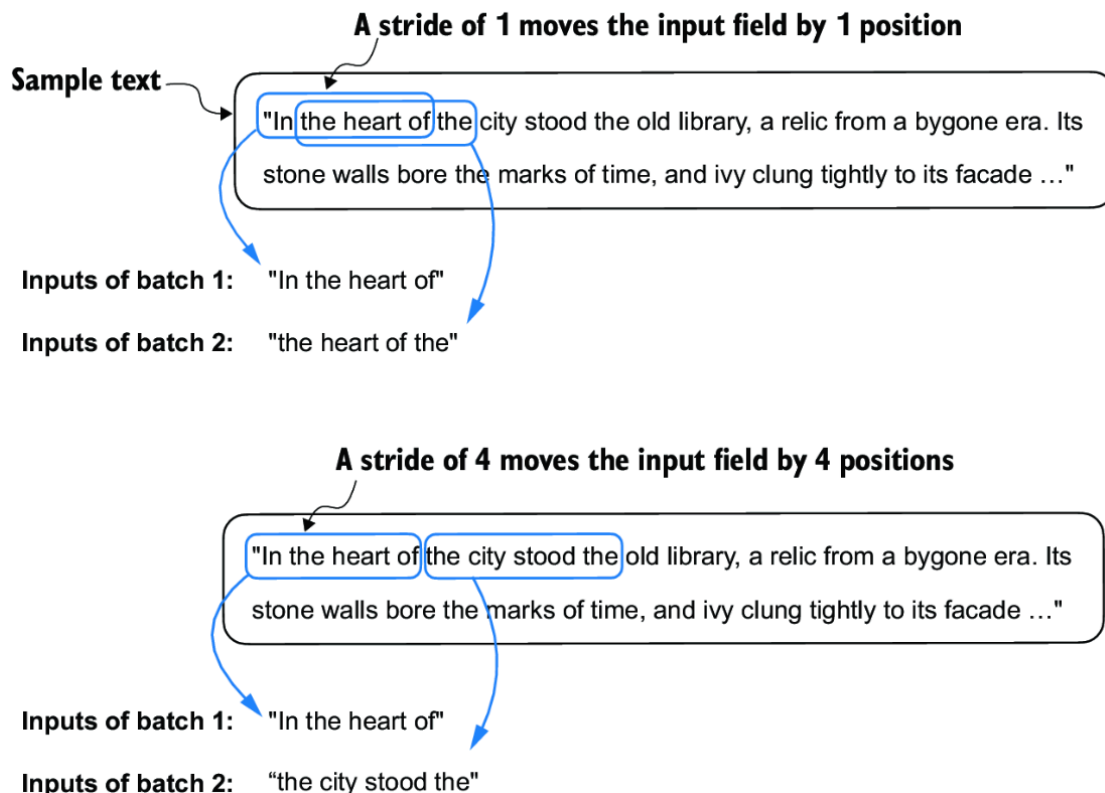 A stride of 1 moves the input field by 1 position
Sample text
"In the heart of the city stood the old library, a relic from a bygone era. Its
stone walls bore the marks of time, and ivy clung tightly to its facade …"
Inputs of batch 1: "In the heart of"
Inputs of batch 2: "the heart of the"
A stride of 4 moves the input field by 4 positions
"In the heart of the city stood the old library, a relic from a bygone era. Its
stone walls bore the marks of time, and ivy clung tightly to its facade …"
Inputs of batch 1: "In the heart of"
Inputs of batch 2: “the city stood the"